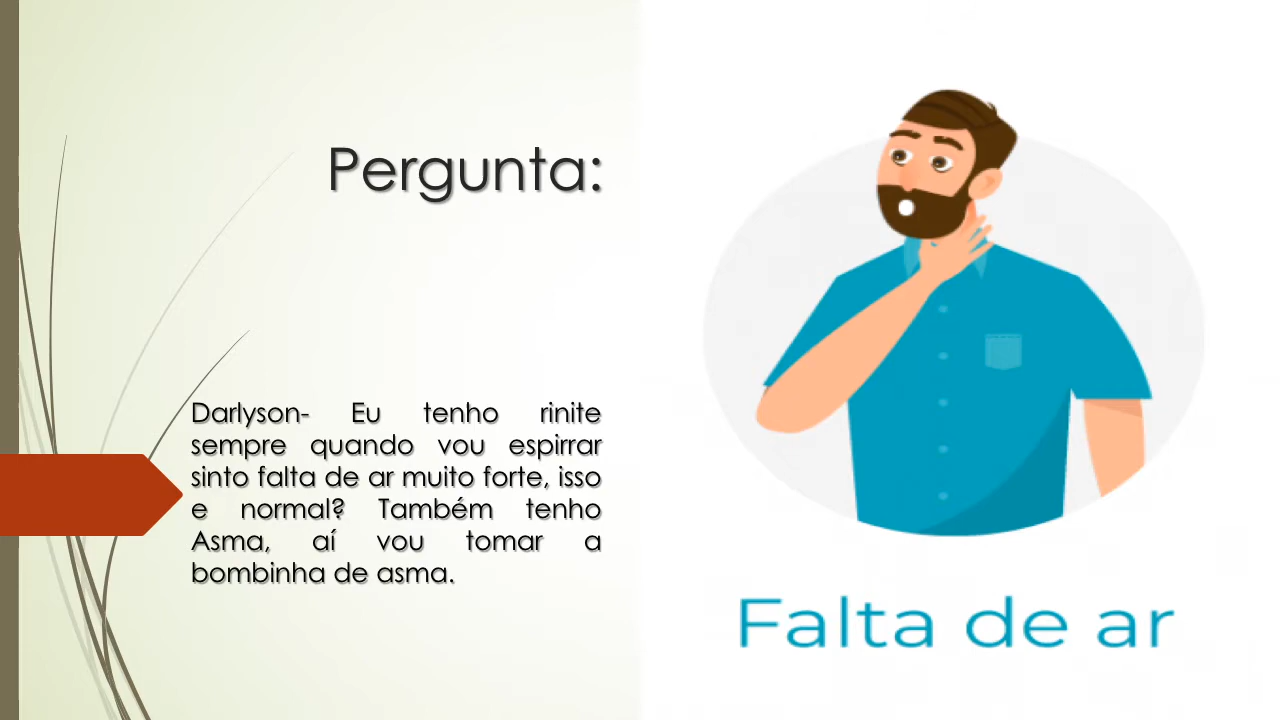 Pergunta:
Darlyson- Eu tenho rinite
sempre quando vou espirrar
sinto falta de ar muito forte, isso
e normal? Também tenho
Asma, aí vou tomar a
bombinha de asma.
Falta de ar